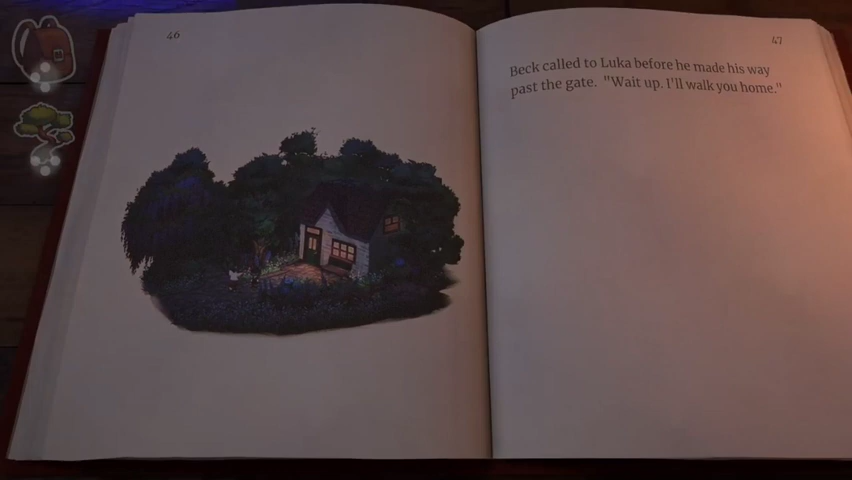 46
47
Beck called to Luka before he made his way
past the gate. "Wait up. I'll walk you home."